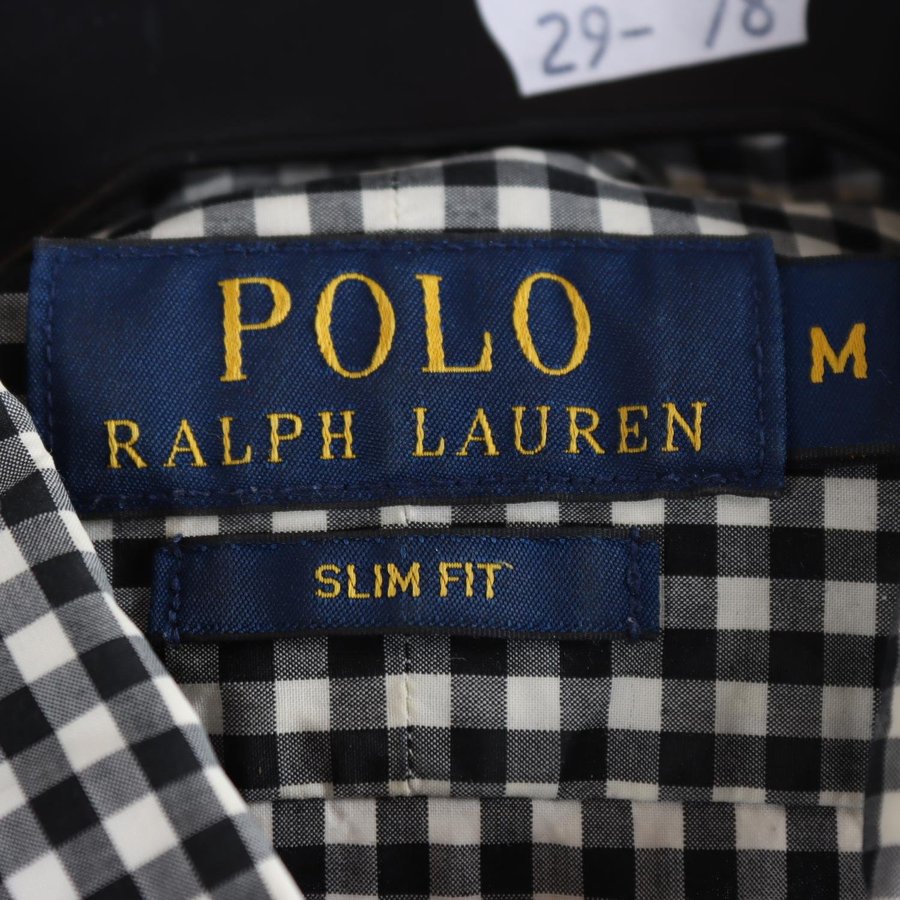 29- 78
POLO
RALPH LAUREN
M
SLIM FIT